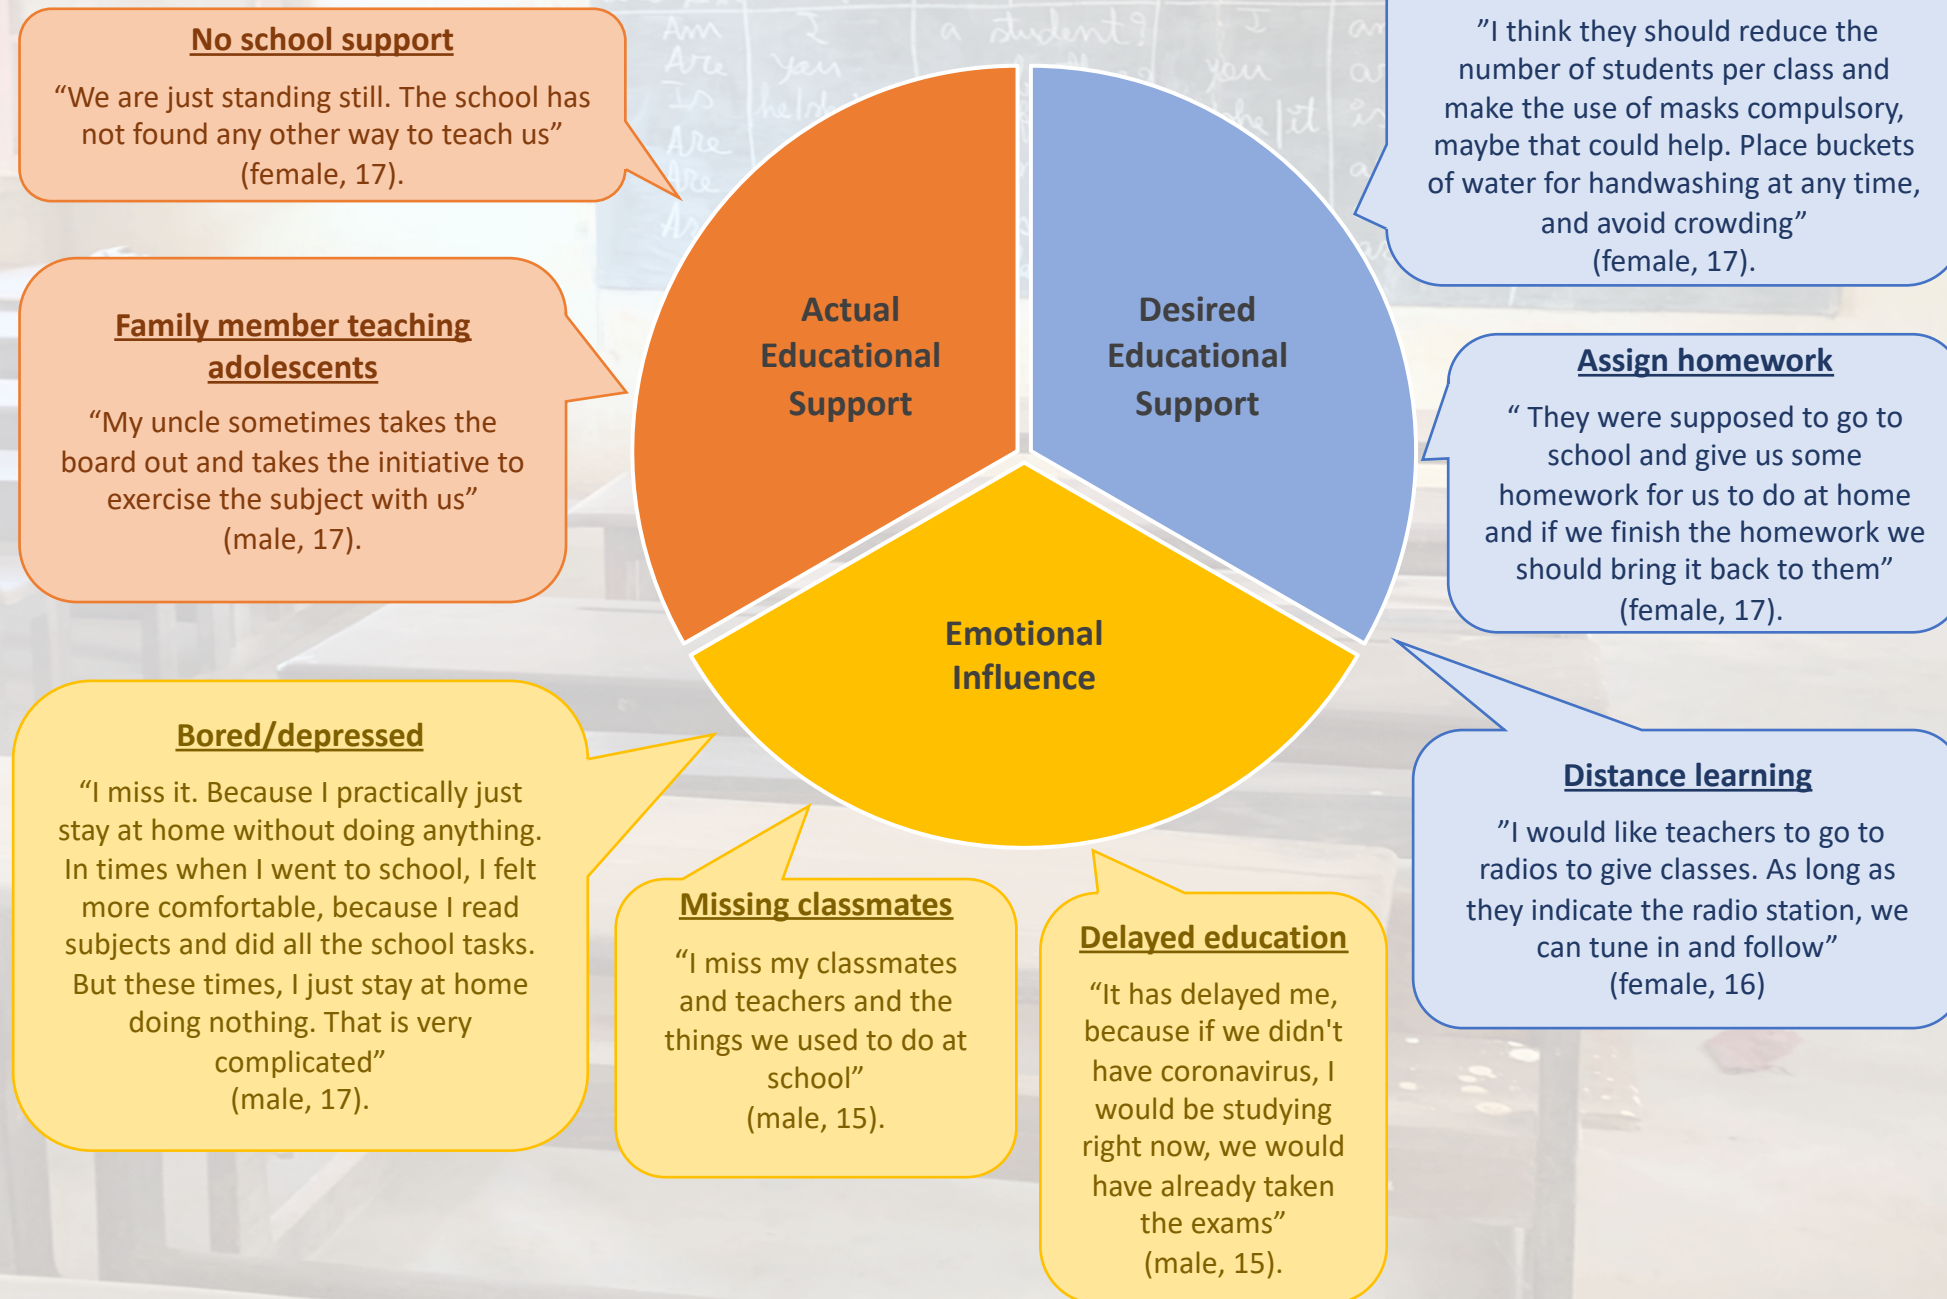 No school support
“We are just standing still. The school has
not found any other way to teach us”
(female, 17).
Family member teaching
adolescents
“My uncle sometimes takes the
board out and takes the initiative to
exercise the subject with us”
(male, 17).
Actual
Educational
Support
Desired
Educational
Support
Emotional
Influence
”I think they should reduce the
number of students per class and
make the use of masks compulsory,
maybe that could help. Place buckets
of water for handwashing at any time,
and avoid crowding”
(female, 17).
Assign homework
“ They were supposed to go to
school and give us some
homework for us to do at home
and if we finish the homework we
should bring it back to them”
(female, 17).
Distance learning
”I would like teachers to go to
radios to give classes. As long as
they indicate the radio station, we
can tune in and follow”
(female, 16)
Bored/depressed
“I miss it. Because I practically just
stay at home without doing anything.
In times when I went to school, I felt
more comfortable, because I read
subjects and did all the school tasks.
But these times, I just stay at home
doing nothing. That is very
complicated”
(male, 17).
Missing classmates
“I miss my classmates
and teachers and the
things we used to do at
school”
(male, 15).
Delayed education
“It has delayed me,
because if we didn't
have coronavirus, I
would be studying
right now, we would
have already taken
the exams”
(male, 15).
Am I a student? I
Are you you
Is
Are
Are